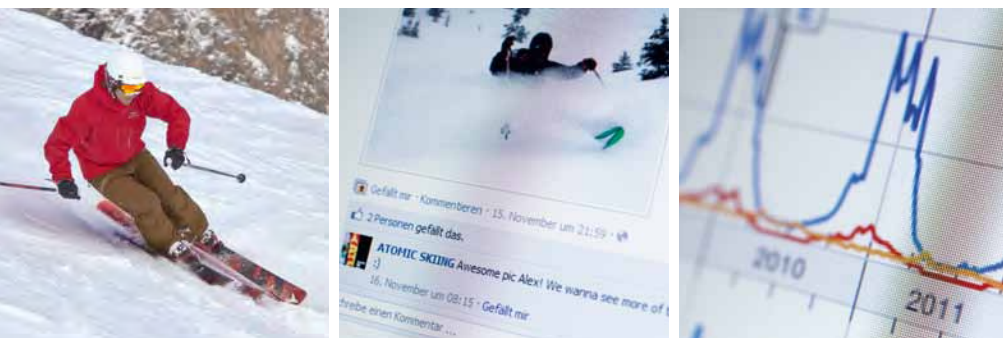 Gefällt mir · Kommentieren · 15. November um 21:59 ·
2 Personen gefällt das.
ATOMIC SKIING Awesome pic Alex! We wanna see more of
:)
16. November um 08:15 · Gefällt mir
einen Kommentar ...
2010
2011